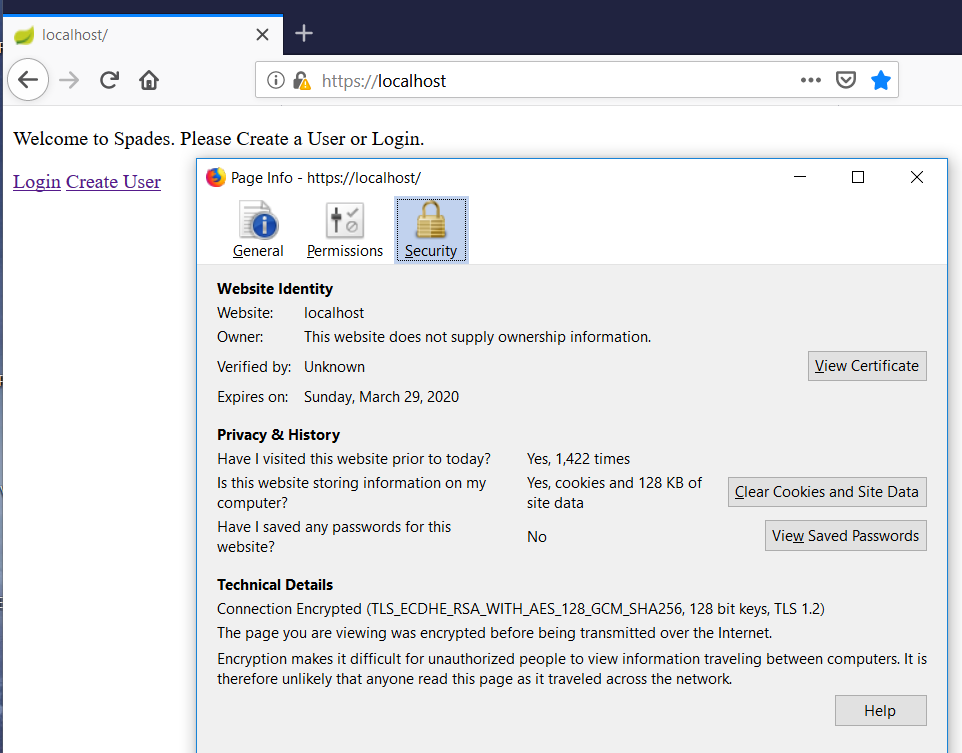 localhost/
https://localhost
Welcome to Spades. Please Create a User or Login.
Login Create User
Page Info - https://localhost/
General Permissions Security
Website Identity
Website: localhost
Owner: This website does not supply ownership information.
Verified by: Unknown View Certificate
Expires on: Sunday, March 29, 2020
Privacy & History
Have I visited this website prior to today? Yes, 1,422 times
Is this website storing information on my computer? Yes, cookies and 128 KB of site data Clear Cookies and Site Data
Have I saved any passwords for this website? No View Saved Passwords
Technical Details
Connection Encrypted (TLS_ECDHE_RSA_WITH_AES_128_GCM_SHA256, 128 bit keys, TLS 1.2)
The page you are viewing was encrypted before being transmitted over the Internet.
Encryption makes it difficult for unauthorized people to view information traveling between computers. It is
therefore unlikely that anyone read this page as it traveled across the network.
Help